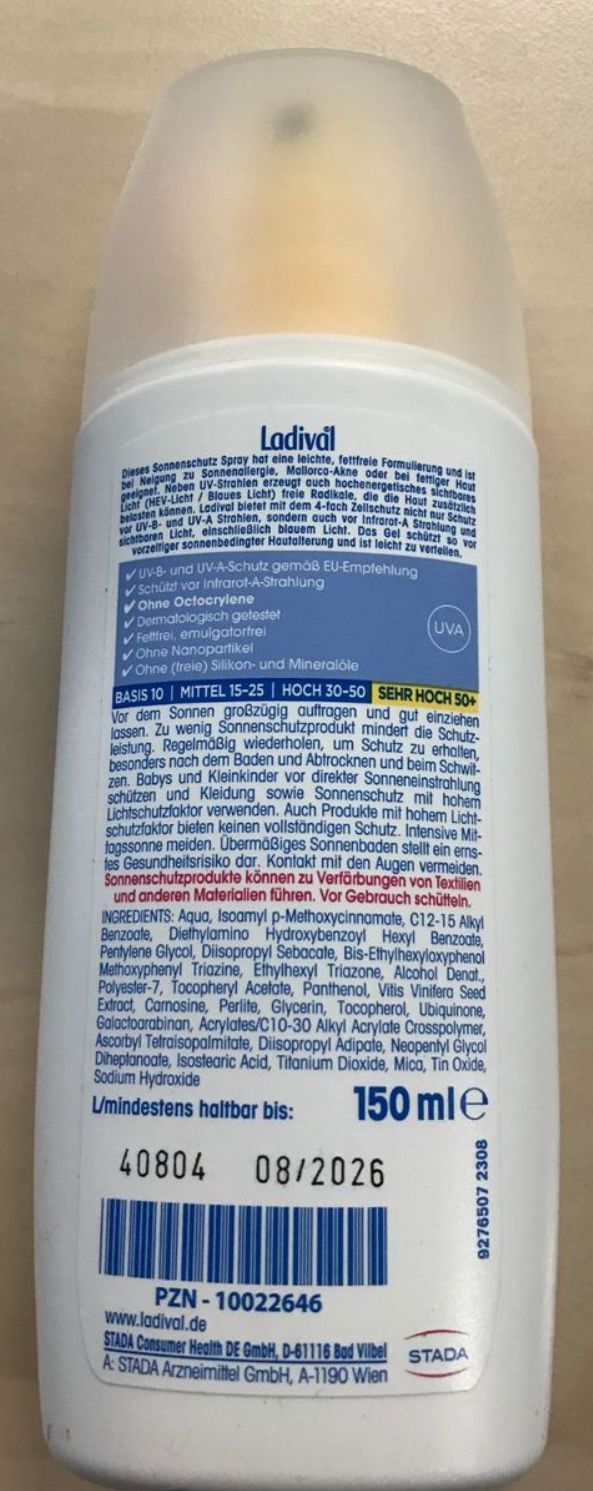 Ladival
Dieses Sonnenschutz Spray hat eine leichte, fettfreie Formulierung und ist
bei Neigung zu Sonnenallergie, Mallorca-Akne oder bei fettiger Haut
geeignet. Neben UV-Strahlen erzeugt auch hochenergetisches sichtbares
Licht (HEV-Licht / Blaues Licht) freie Radikale, die die Haut zusätzlich
belasten können. Ladival bietet mit dem 4-fach Zellschutz nicht nur Schutz
vor UV-B- und UV-A Strahlen, sondern auch vor Infrarot-A Strahlung und
sichtbaren Licht, einschließlich blauem Licht. Das Gel schützt so vor
vorzeitiger sonnenbedingter Hautalterung und ist leicht zu verteilen.
✓ UV-B- und UV-A-Schutz gemäß EU-Empfehlung
✓ Schützt vor Infrarot-A-Strahlung
✓ Ohne Octocrylene
✓ Dermatologisch getestet
✓ Fettfrei, emulgatorfrei
✓ Ohne Nanopartikel
✓ Ohne (freie) Silikon- und Mineralöle
UVA
BASIS 10 | MITTEL 15-25 | HOCH 30-50 | SEHR HOCH 50+
Vor dem Sonnen großzügig auftragen und gut einziehen
lassen. Zu wenig Sonnenschutzprodukt mindert die Schutz-
leistung. Regelmäßig wiederholen, um Schutz zu erhalten,
besonders nach dem Baden und Abtrocknen und beim Schwit-
zen. Babys und Kleinkinder vor direkter Sonneneinstrahlung
schützen und Kleidung sowie Sonnenschutz mit hohem
Lichtschutzfaktor verwenden. Auch Produkte mit hohem Licht-
schutzfaktor bieten keinen vollständigen Schutz. Intensive Mit-
tagssonne meiden. Übermäßiges Sonnenbaden stellt ein erns-
tes Gesundheitsrisiko dar. Kontakt mit den Augen vermeiden.
Sonnenschutzprodukte können zu Verfärbungen von Textilien
und anderen Materialien führen. Vor Gebrauch schütteln.
INGREDIENTS: Aqua, Isoamyl p-Methoxycinnamate, C12-15 Alkyl
Benzoate, Diethylamino Hydroxybenzoyl Hexyl Benzoate,
Pentylene Glycol, Diisopropyl Sebacate, Bis-Ethylhexyloxyphenol
Methoxyphenyl Triazine, Ethylhexyl Triazone, Alcohol Denat.,
Polyester-7, Tocopheryl Acetate, Panthenol, Vitis Vinifera Seed
Extract, Carnosine, Perlite, Glycerin, Tocopherol, Ubiquinone,
Galactoarabinan, Acrylates/C10-30 Alkyl Acrylate Crosspolymer,
Ascorbyl Tetraisopalmitate, Diisopropyl Adipate, Neopentyl Glycol
Diheptanoate, Isostearic Acid, Titanium Dioxide, Mica, Tin Oxide,
Sodium Hydroxide
L/mindestens haltbar bis:
150 ml e
40804 08/2026
9276507 2308
PZN - 10022646
www.ladival.de
STADA Consumer Health DE GmbH, D-61118 Bad Vilbel
A: STADA Arzneimittel GmbH, A-1190 Wien
STADA